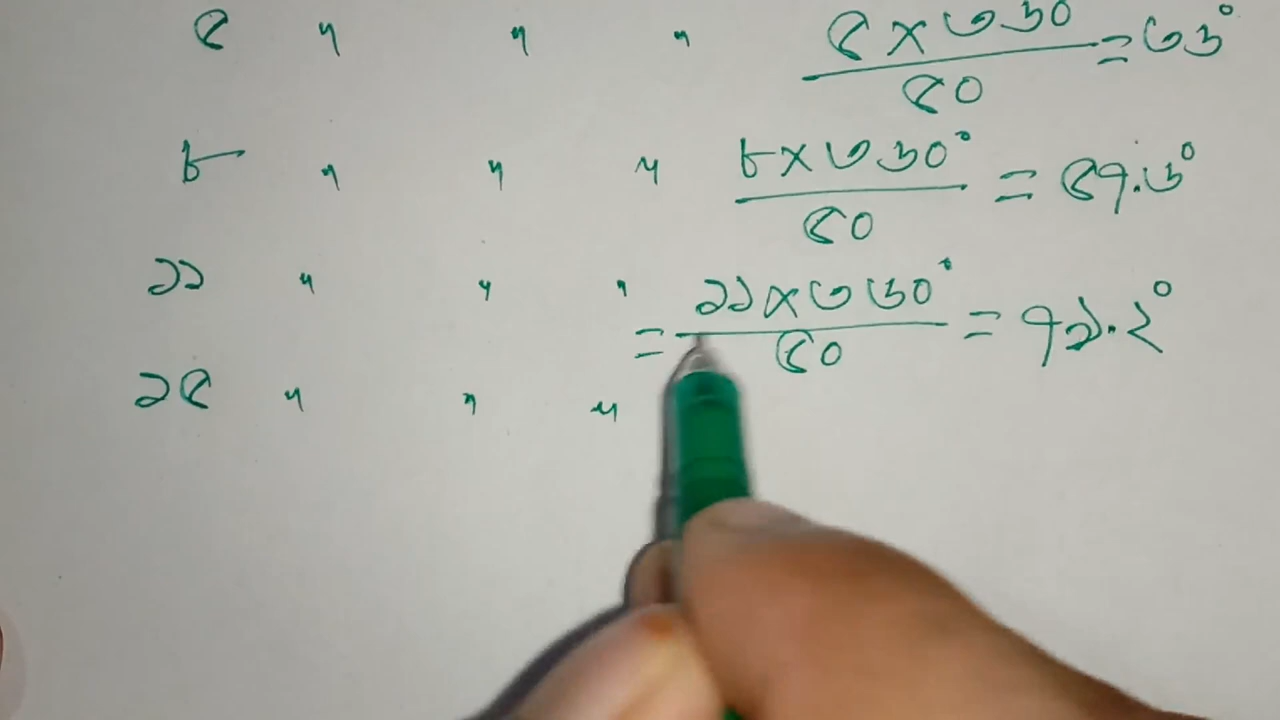 ৫ " " " ৫ × ৩৬০ / ৫০ = ৩৬°
৮ " " " ৮ × ৩৬০° / ৫০ = ৫৭.৬°
১১ " " " = ১১ × ৩৬০° / ৫০ = ৭৯.২°
১৫ " " "